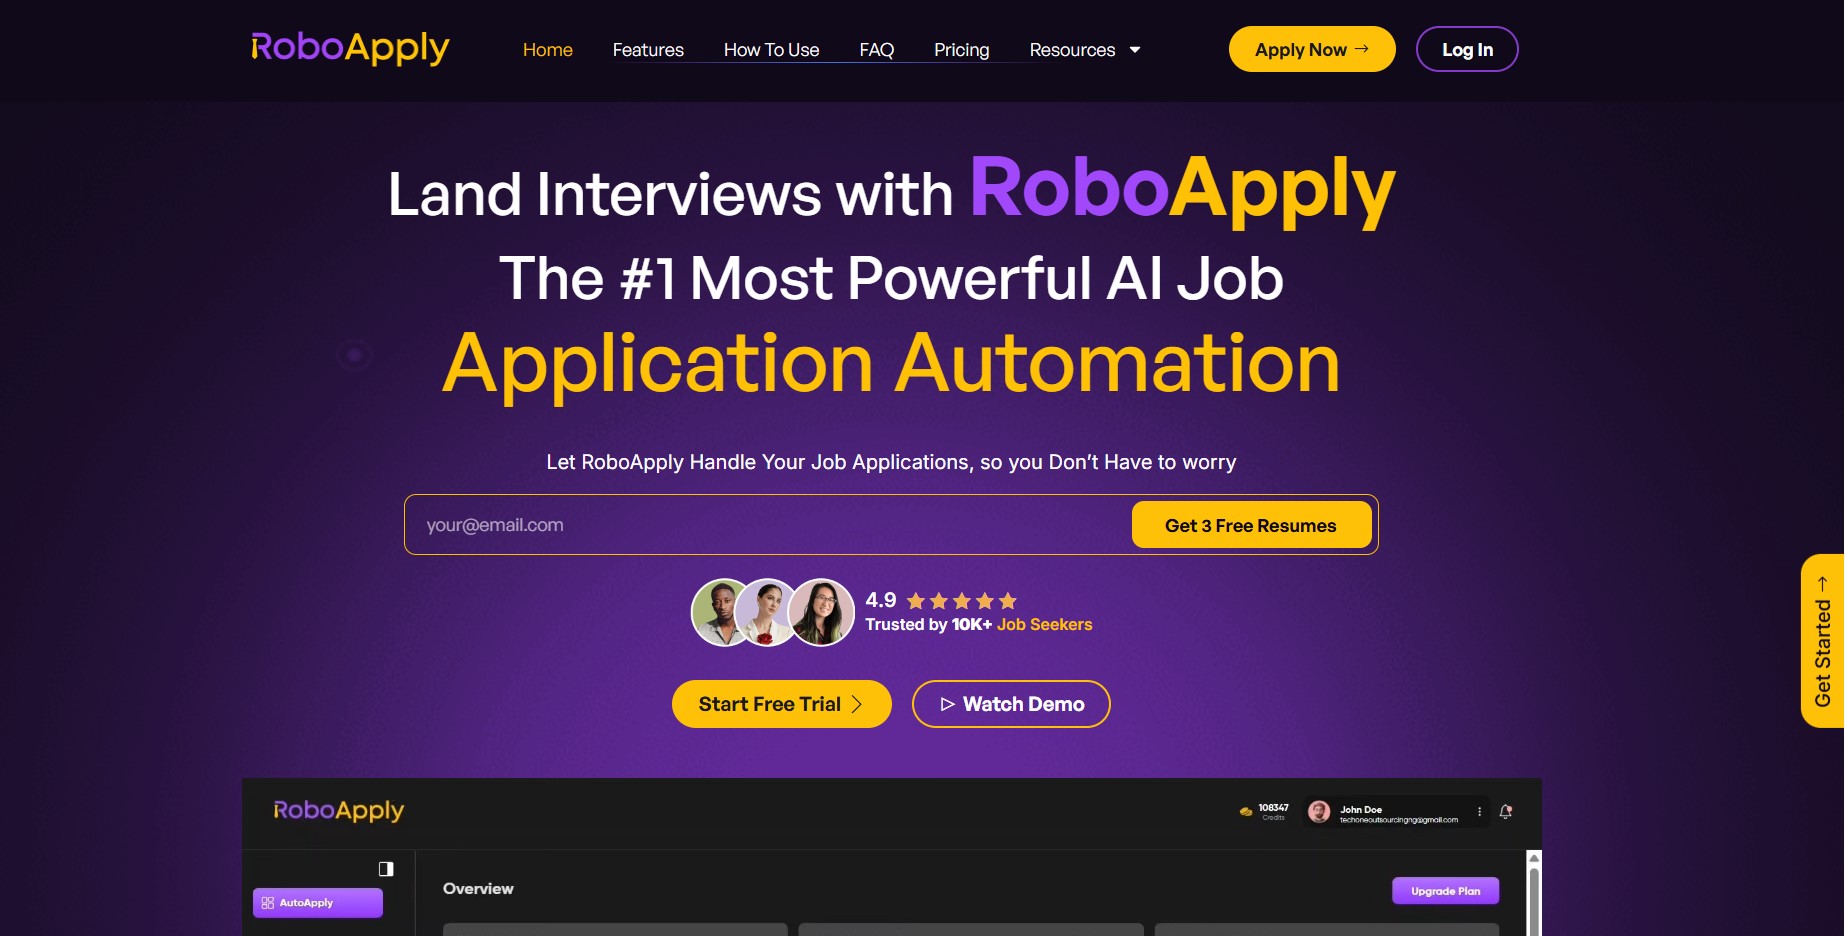 RoboApply
Home
Features
How To Use
FAQ
Pricing
Resources
Apply Now →
Log In
Land Interviews with RoboApply
The #1 Most Powerful AI Job
Application Automation
Let RoboApply Handle Your Job Applications, so you Don’t Have to worry
your@email.com
Get 3 Free Resumes
4.9
Trusted by 10K+ Job Seekers
Start Free Trial
Watch Demo
Get Started →
RoboApply
108347
Credits
John Doe
techoneoutsourcingng@gmail.com
AutoApply
Overview
Upgrade Plan